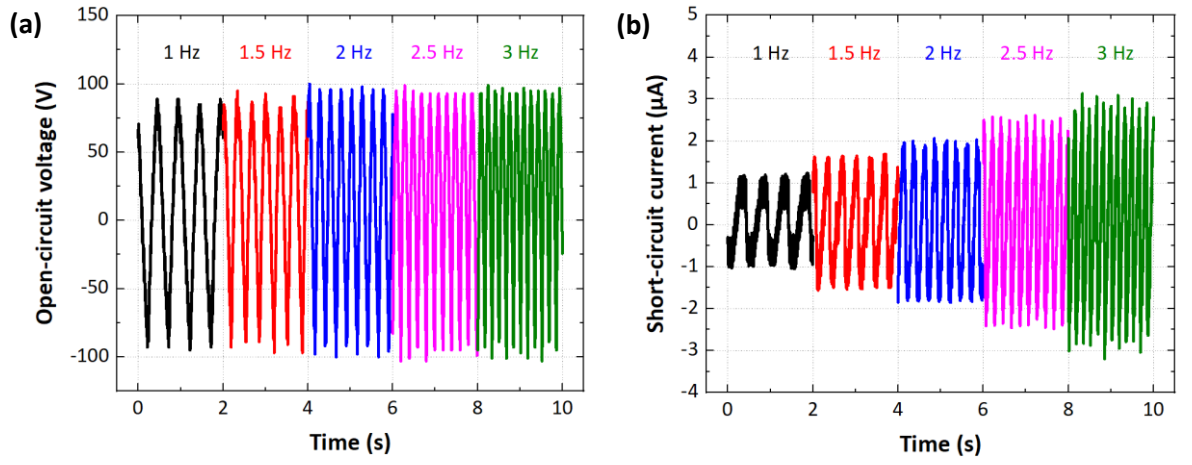 (a)
Open-circuit voltage (V)
150
100
50
0
-50
-100
1 Hz 1.5 Hz 2 Hz 2.5 Hz 3 Hz
0 2 4 6 8 10
Time (s)
(b)
Short-circuit current (μA)
5
4
3
2
1
0
-1
-2
-3
-4
1 Hz 1.5 Hz 2 Hz 2.5 Hz 3 Hz
0 2 4 6 8 10
Time (s)